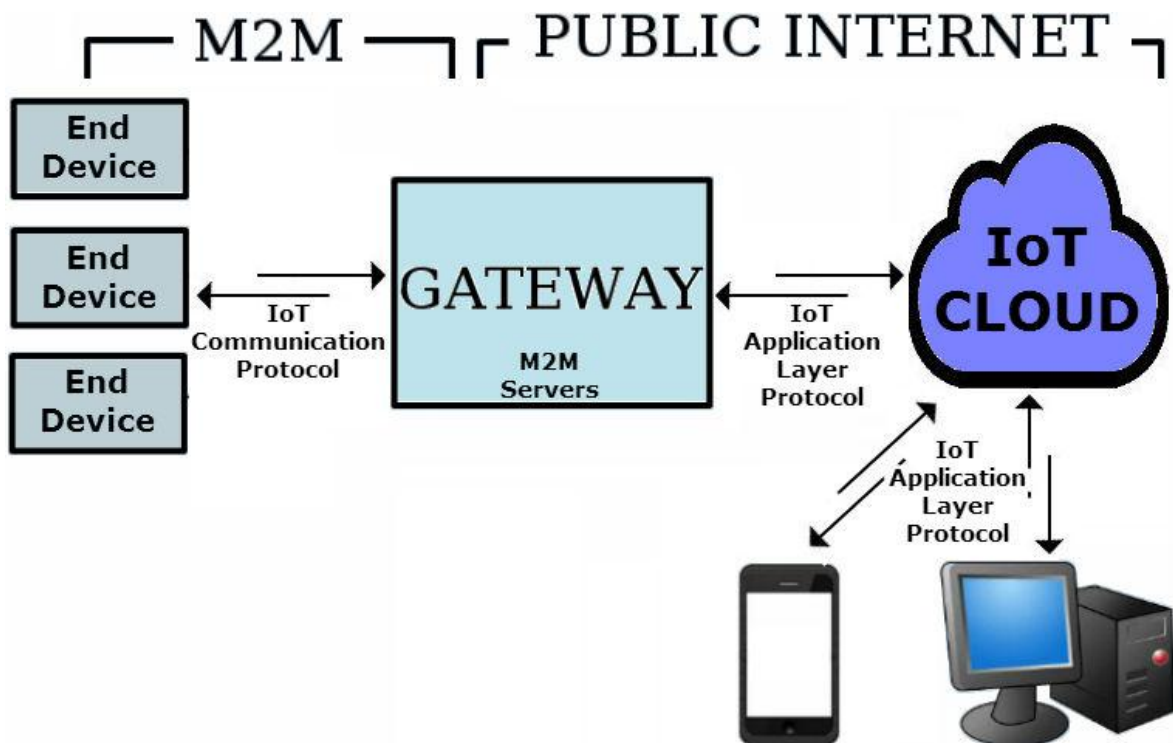 M2M
PUBLIC INTERNET
End
Device
End
Device
End
Device
IoT
Communication
Protocol
GATEWAY
M2M
Servers
IoT
Application
Layer
Protocol
IoT
CLOUD
IoT
Application
Layer
Protocol